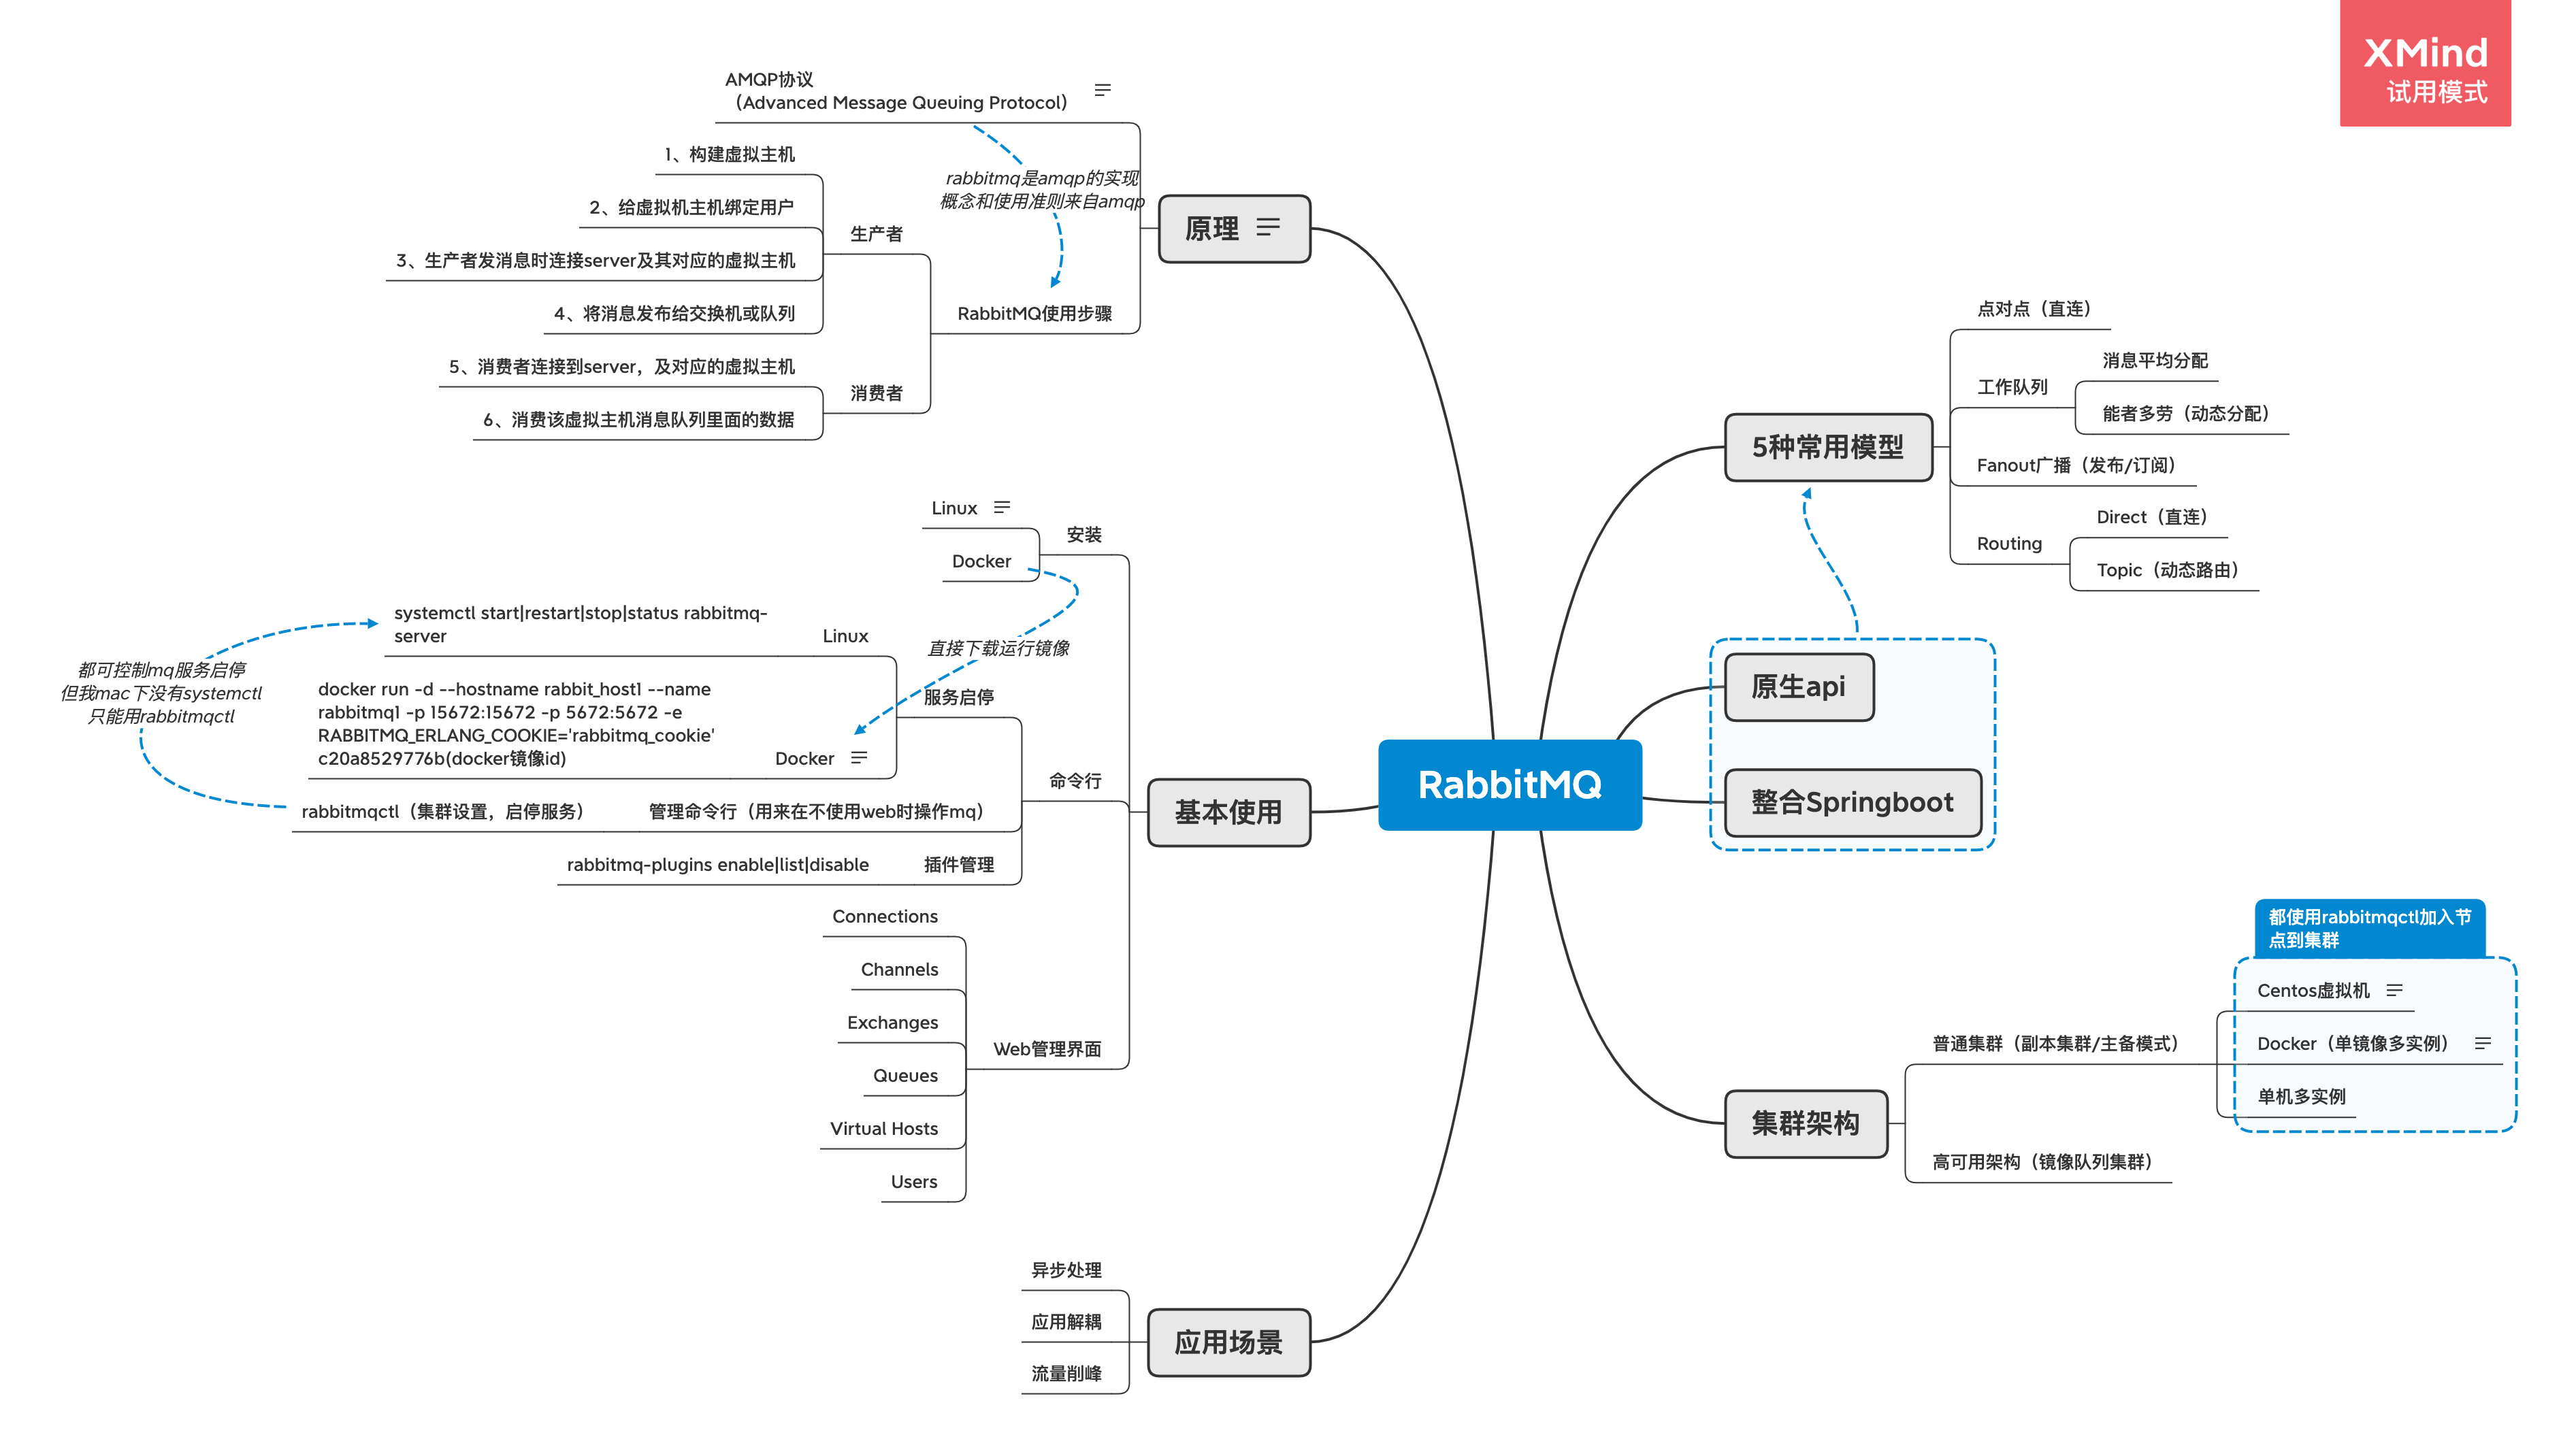 XMind
试用模式
AMQP协议
（Advanced Message Queuing Protocol）
1、构建虚拟主机
rabbitmq是amqp的实现
概念和使用准则来自amqp
2、给虚拟机主机绑定用户
原理
生产者
3、生产者发消息时连接server及其对应的虚拟主机
4、将消息发布给交换机或队列
RabbitMQ使用步骤
5、消费者连接到server，及对应的虚拟主机
消费者
6、消费该虚拟主机消息队列里面的数据
点对点（直连）
消息平均分配
工作队列
能者多劳（动态分配）
5种常用模型
Fanout广播（发布/订阅）
Direct（直连）
Routing
Topic（动态路由）
Linux
安装
Docker
systemctl start|restart|stop|status rabbitmq-
server
Linux
直接下载运行镜像
都可控制mq服务启停
但我mac下没有systemctl
只能用rabbitmqctl
服务启停
docker run -d --hostname rabbit_host1 --name
rabbitmq1 -p 15672:15672 -p 5672:5672 -e
RABBITMQ_ERLANG_COOKIE='rabbitmq_cookie'
c20a8529776b(docker镜像id)
Docker
命令行
rabbitmqctl（集群设置，启停服务）
管理命令行（用来在不使用web时操作mq）
基本使用
rabbitmq-plugins enable|list|disable
插件管理
RabbitMQ
原生api
整合Springboot
Connections
Channels
Exchanges
Web管理界面
Queues
Virtual Hosts
Users
都使用rabbitmqctl加入节
点到集群
Centos虚拟机
普通集群（副本集群/主备模式）
Docker（单镜像多实例）
单机多实例
集群架构
高可用架构（镜像队列集群）
异步处理
应用解耦
应用场景
流量削峰